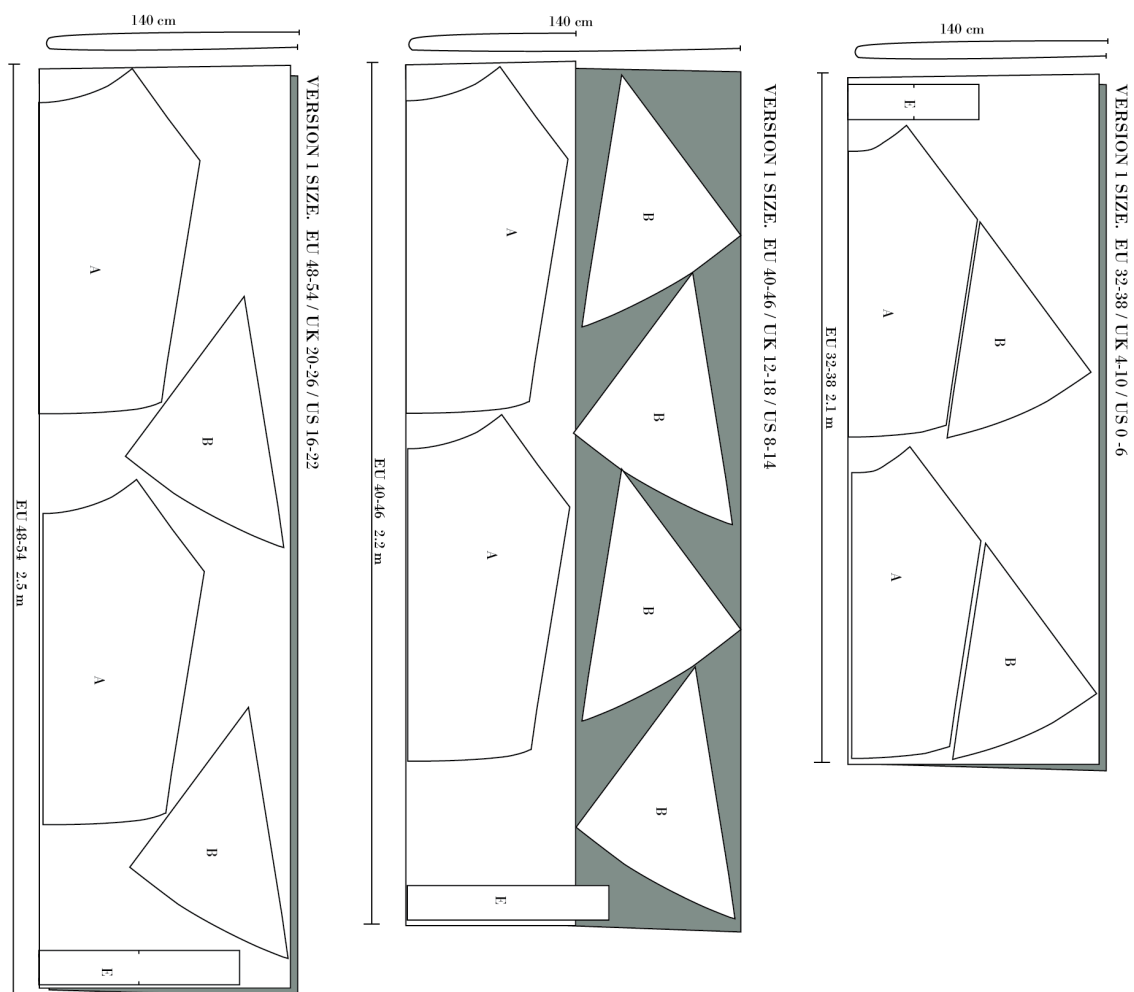 140 cm
VERSION 1 SIZE.  EU 48-54 / UK 20-26 / US 16-22
A
B
A
B
E
EU 48-54  2.5 m
140 cm
VERSION 1 SIZE.  EU 40-46 / UK 12-18 / US 8-14
A
B
B
A
B
B
E
EU 40-46  2.2 m
140 cm
VERSION 1 SIZE.  EU 32-38 / UK 4-10 / US 0 -6
E
A
B
A
B
EU 32-38 2.1 m